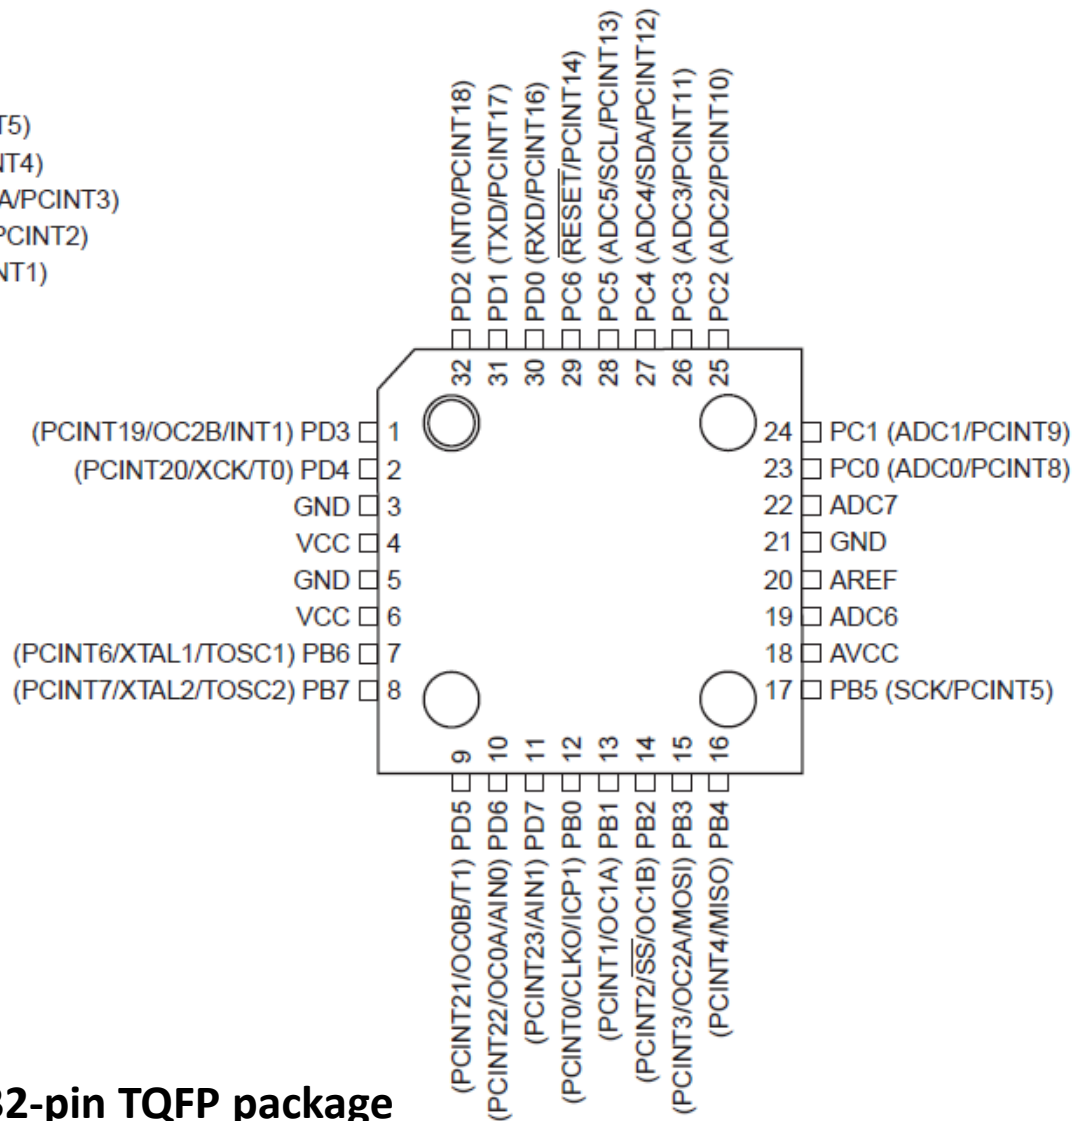 T5)
NT4)
A/PCINT3)
PCINT2)
NT1)
32 PD2 (INT0/PCINT18)
31 PD1 (TXD/PCINT17)
30 PD0 (RXD/PCINT16)
29 PC6 (RESET/PCINT14)
28 PC5 (ADC5/SCL/PCINT13)
27 PC4 (ADC4/SDA/PCINT12)
26 PC3 (ADC3/PCINT11)
25 PC2 (ADC2/PCINT10)
(PCINT19/OC2B/INT1) PD3 1
(PCINT20/XCK/T0) PD4 2
GND 3
VCC 4
GND 5
VCC 6
(PCINT6/XTAL1/TOSC1) PB6 7
(PCINT7/XTAL2/TOSC2) PB7 8
24 PC1 (ADC1/PCINT9)
23 PC0 (ADC0/PCINT8)
22 ADC7
21 GND
20 AREF
19 ADC6
18 AVCC
17 PB5 (SCK/PCINT5)
(PCINT21/OC0B/T1) PD5 9
(PCINT22/OC0A/AIN0) PD6 10
(PCINT23/AIN1) PD7 11
(PCINT0/CLKO/ICP1) PB0 12
(PCINT1/OC1A) PB1 13
(PCINT2/SS/OC1B) PB2 14
(PCINT3/OC2A/MOSI) PB3 15
(PCINT4/MISO) PB4 16
32-pin TQFP package